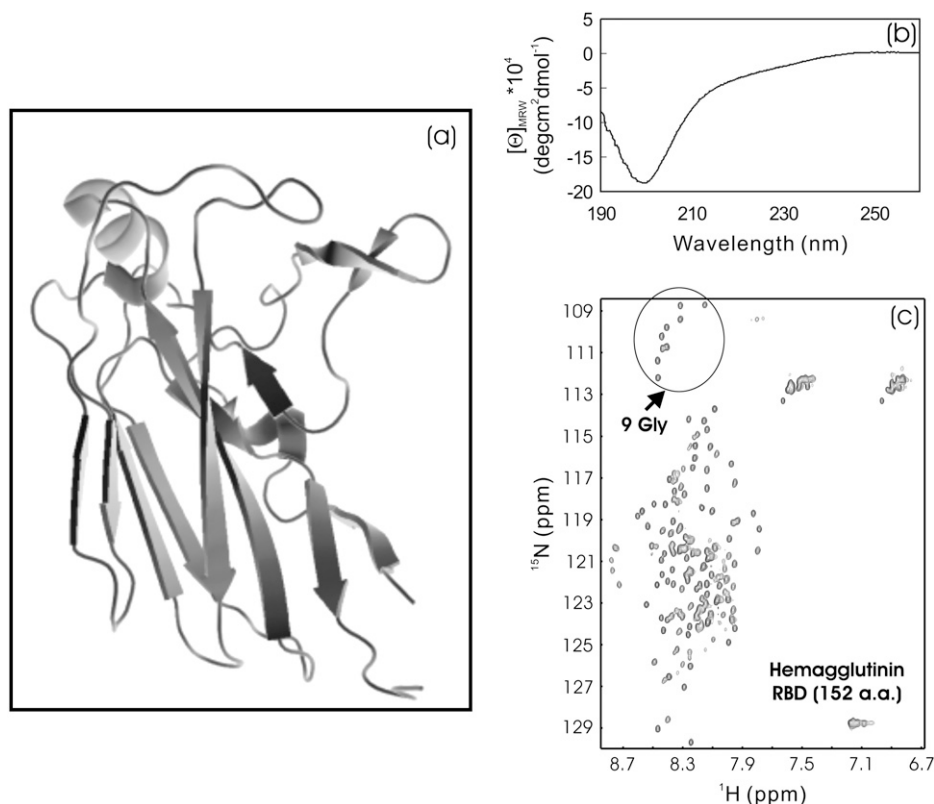 (a)
(b)
[Θ]MRW *10⁴
(degcm²dmol⁻¹)
5
0
-5
-10
-15
-20
190
210
230
250
Wavelength (nm)
(c)
109
111
113
115
117
119
121
123
125
127
129
¹⁵N (ppm)
9 Gly
Hemagglutinin
RBD (152 a.a.)
8.7
8.3
7.9
7.5
7.1
6.7
¹H (ppm)